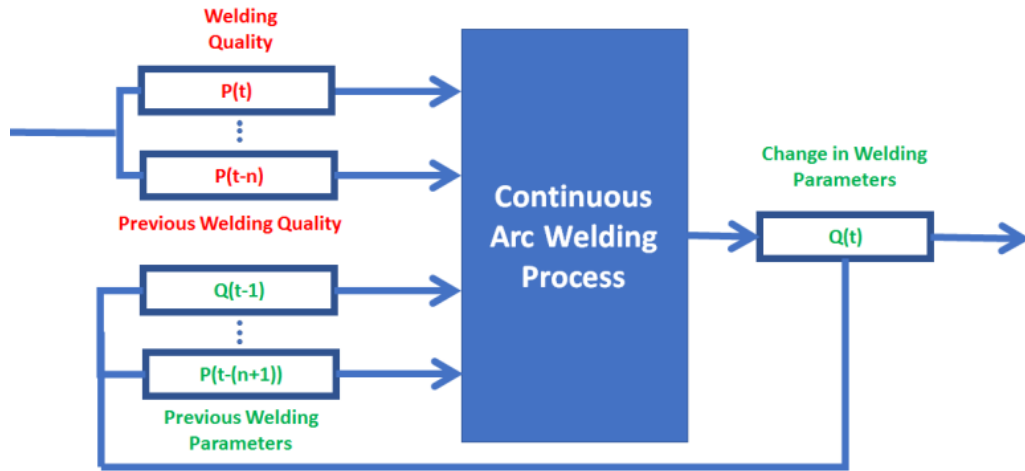 Welding
Quality
P(t)
P(t-n)
Previous Welding Quality
Q(t-1)
P(t-(n+1))
Previous Welding
Parameters
Continuous
Arc Welding
Process
Change in Welding
Parameters
Q(t)